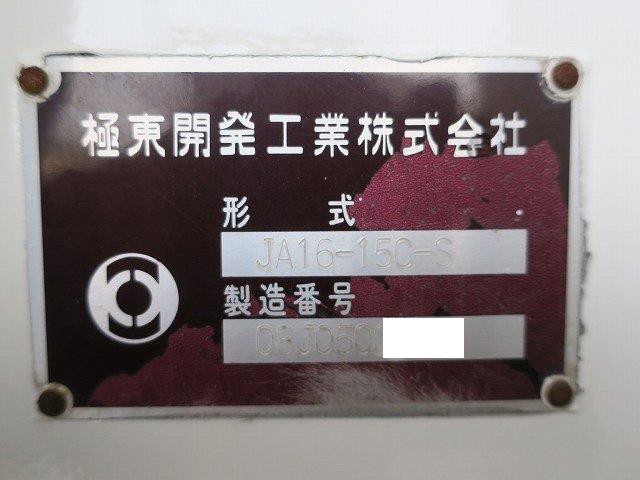 極東開発工業株式会社
形式
JA16-15C-S
製造番号
08J050